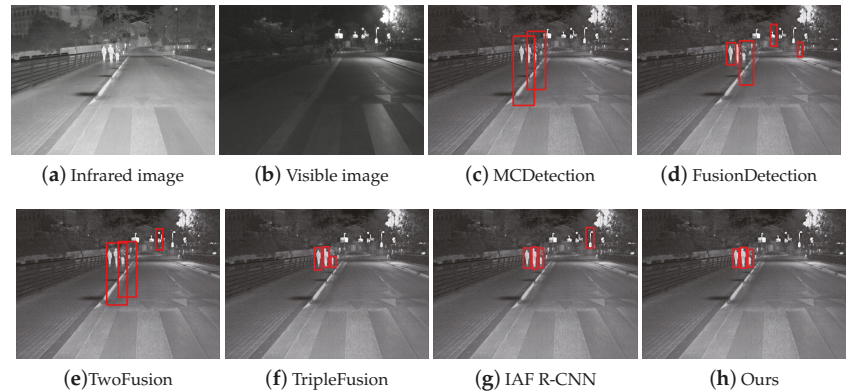 (a) Infrared image
(b) Visible image
(c) MCDetection
(d) FusionDetection
(e)TwoFusion
(f) TripleFusion
(g) IAF R-CNN
(h) Ours